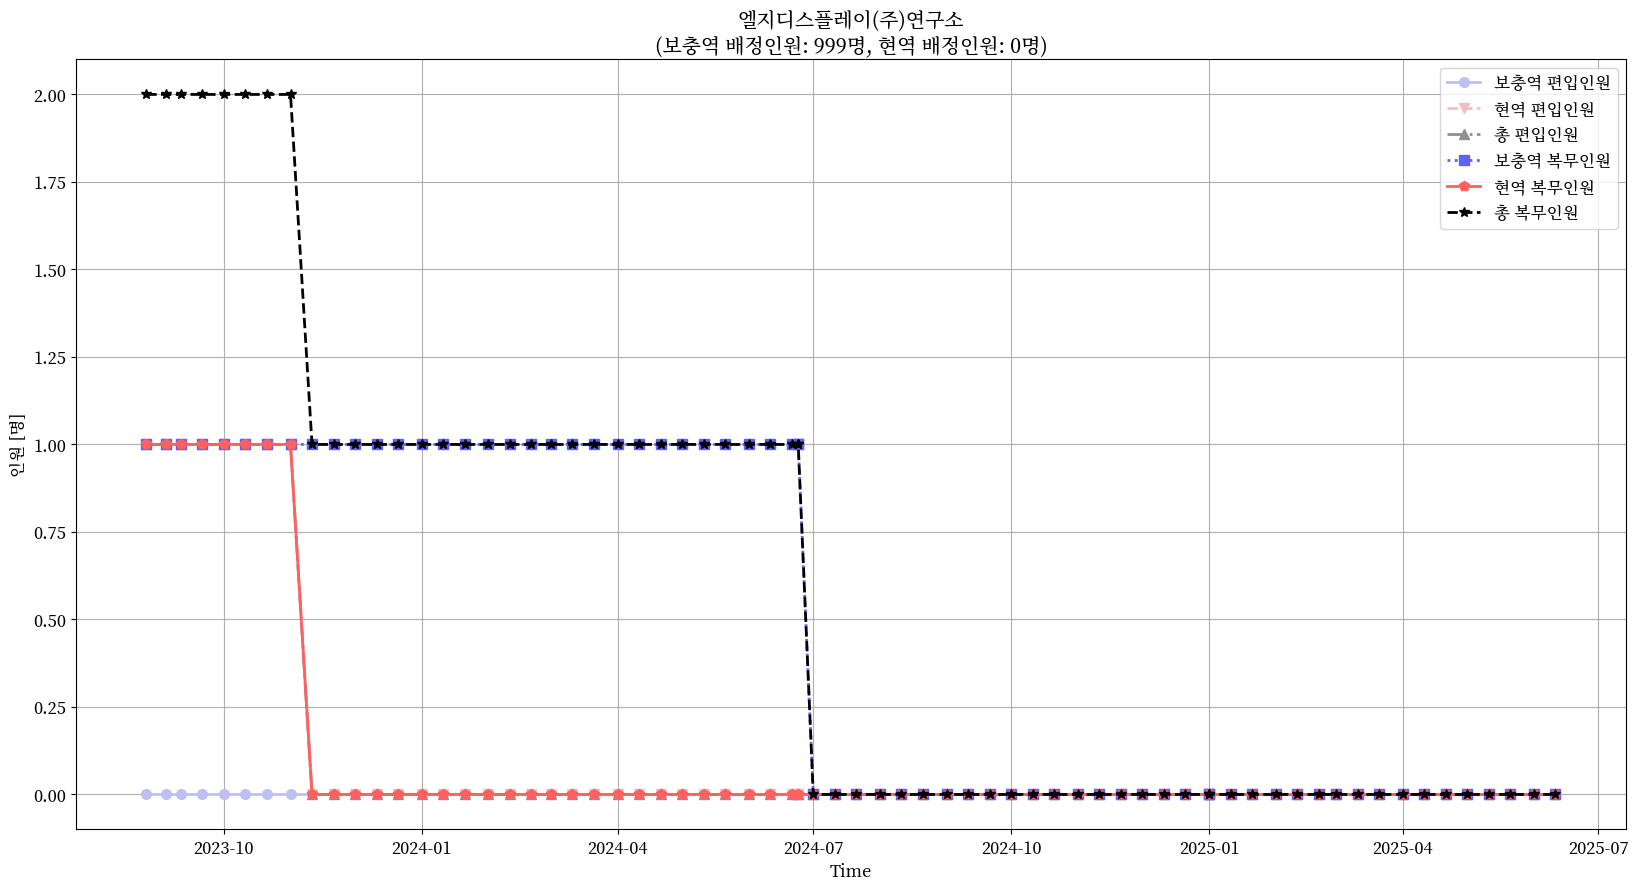 엘지디스플레이(주)연구소
(보충역 배정인원: 999명, 현역 배정인원: 0명)
보충역 편입인원
현역 편입인원
총 편입인원
보충역 복무인원
현역 복무인원
총 복무인원
인원 [명]
2.00
1.75
1.50
1.25
1.00
0.75
0.50
0.25
0.00
2023-10
2024-01
2024-04
2024-07
2024-10
2025-01
2025-04
2025-07
Time